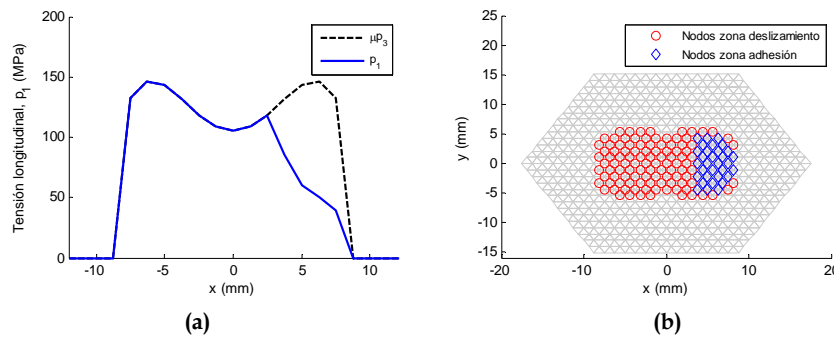 200
150
100
50
0
-10
-5
0
5
10
x (mm)
Tensión longitudinal, p1 (MPa)
μp3
p1
(a)
25
20
15
10
5
0
-5
-10
-15
-20
-10
0
10
20
x (mm)
y (mm)
Nodos zona deslizamiento
Nodos zona adhesión
(b)